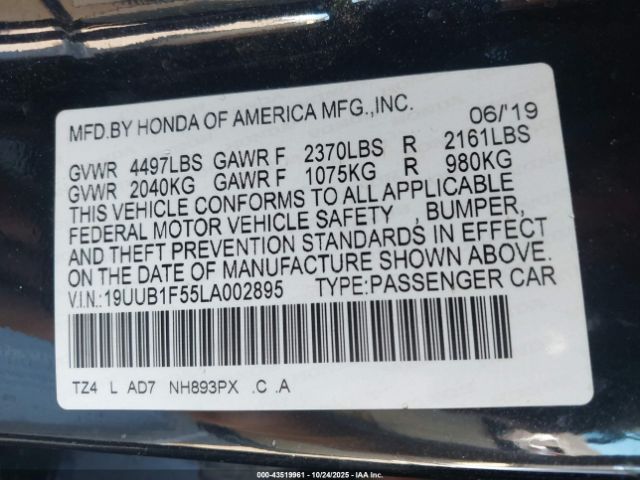 MFD.BY HONDA OF AMERICA MFG.,INC. 06/'19
GVWR 4497LBS GAWR F 2370LBS R 2161LBS
GVWR 2040KG GAWR F 1075KG R 980KG
THIS VEHICLE CONFORMS TO ALL APPLICABLE
FEDERAL MOTOR VEHICLE SAFETY , BUMPER,
AND THEFT PREVENTION STANDARDS IN EFFECT
ON THE DATE OF MANUFACTURE SHOWN ABOVE.
V.I.N.:19UUB1F55LA002895 TYPE:PASSENGER CAR
TZ4 L AD7 NH893PX .C .A
000-43519961 - 10/24/2025 - IAA Inc.